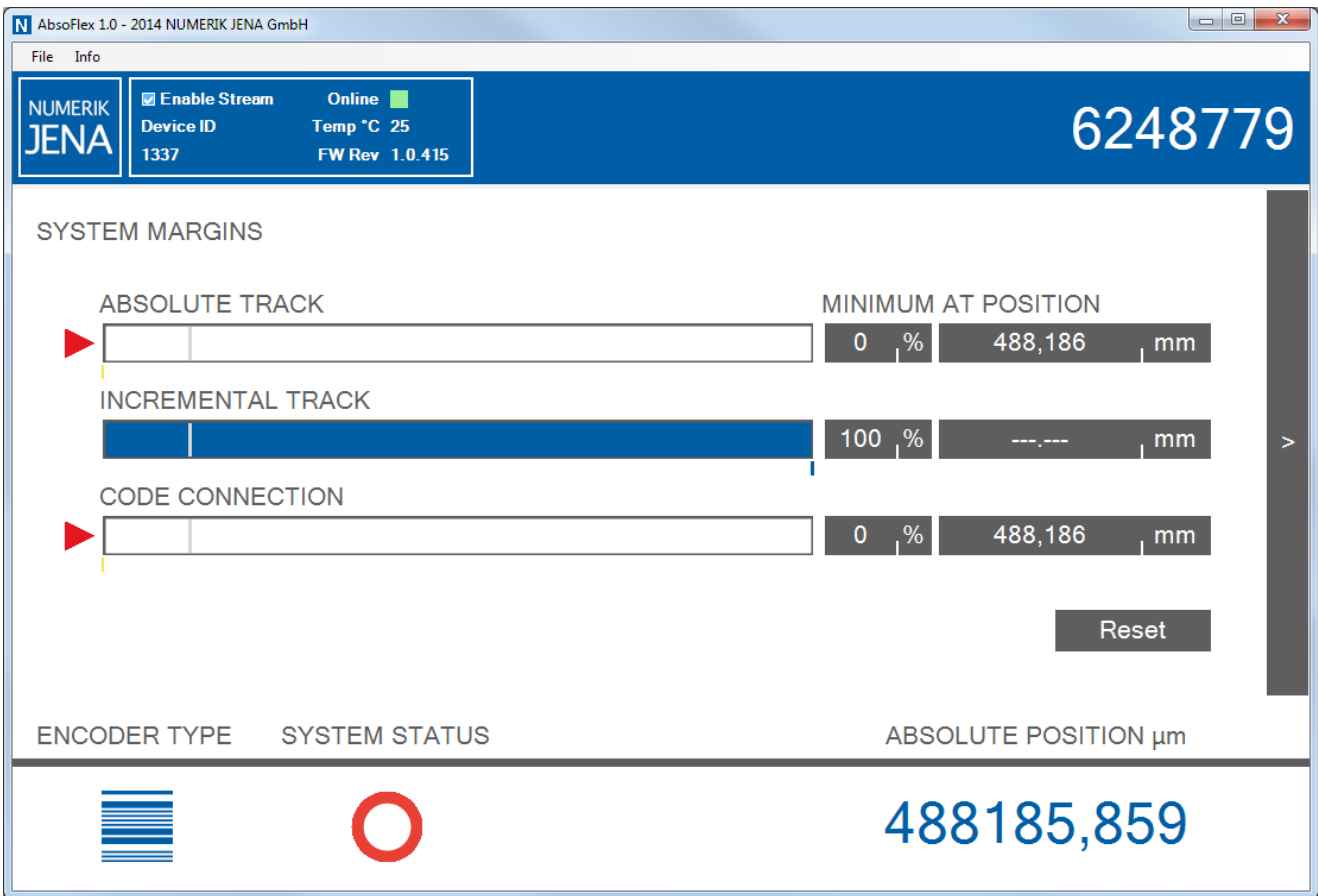 N AbsoFlex 1.0 - 2014 NUMERIK JENA GmbH
File Info
NUMERIK
JENA
Enable Stream Online
Device ID Temp °C 25
1337 FW Rev 1.0.415
6248779
SYSTEM MARGINS
ABSOLUTE TRACK MINIMUM AT POSITION
0 % 488,186 mm
INCREMENTAL TRACK
100 % ---.--- mm
>
CODE CONNECTION
0 % 488,186 mm
Reset
ENCODER TYPE SYSTEM STATUS ABSOLUTE POSITION µm
488185,859